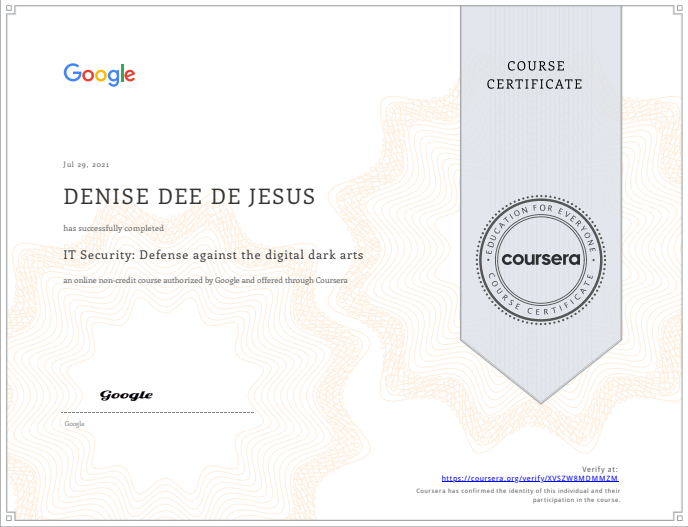 COURSE
CERTIFICATE
Google
Jul 29, 2021
DENISE DEE DE JESUS
has successfully completed
IT Security: Defense against the digital dark arts
an online non-credit course authorized by Google and offered through Coursera
EDUCATION FOR EVERYONE
coursera
COURSE CERTIFICATE
Google
Google
Verify at:
https://coursera.org/verify/XVSZW8MDMMZM
Coursera has confirmed the identity of this individual and their
participation in the course.